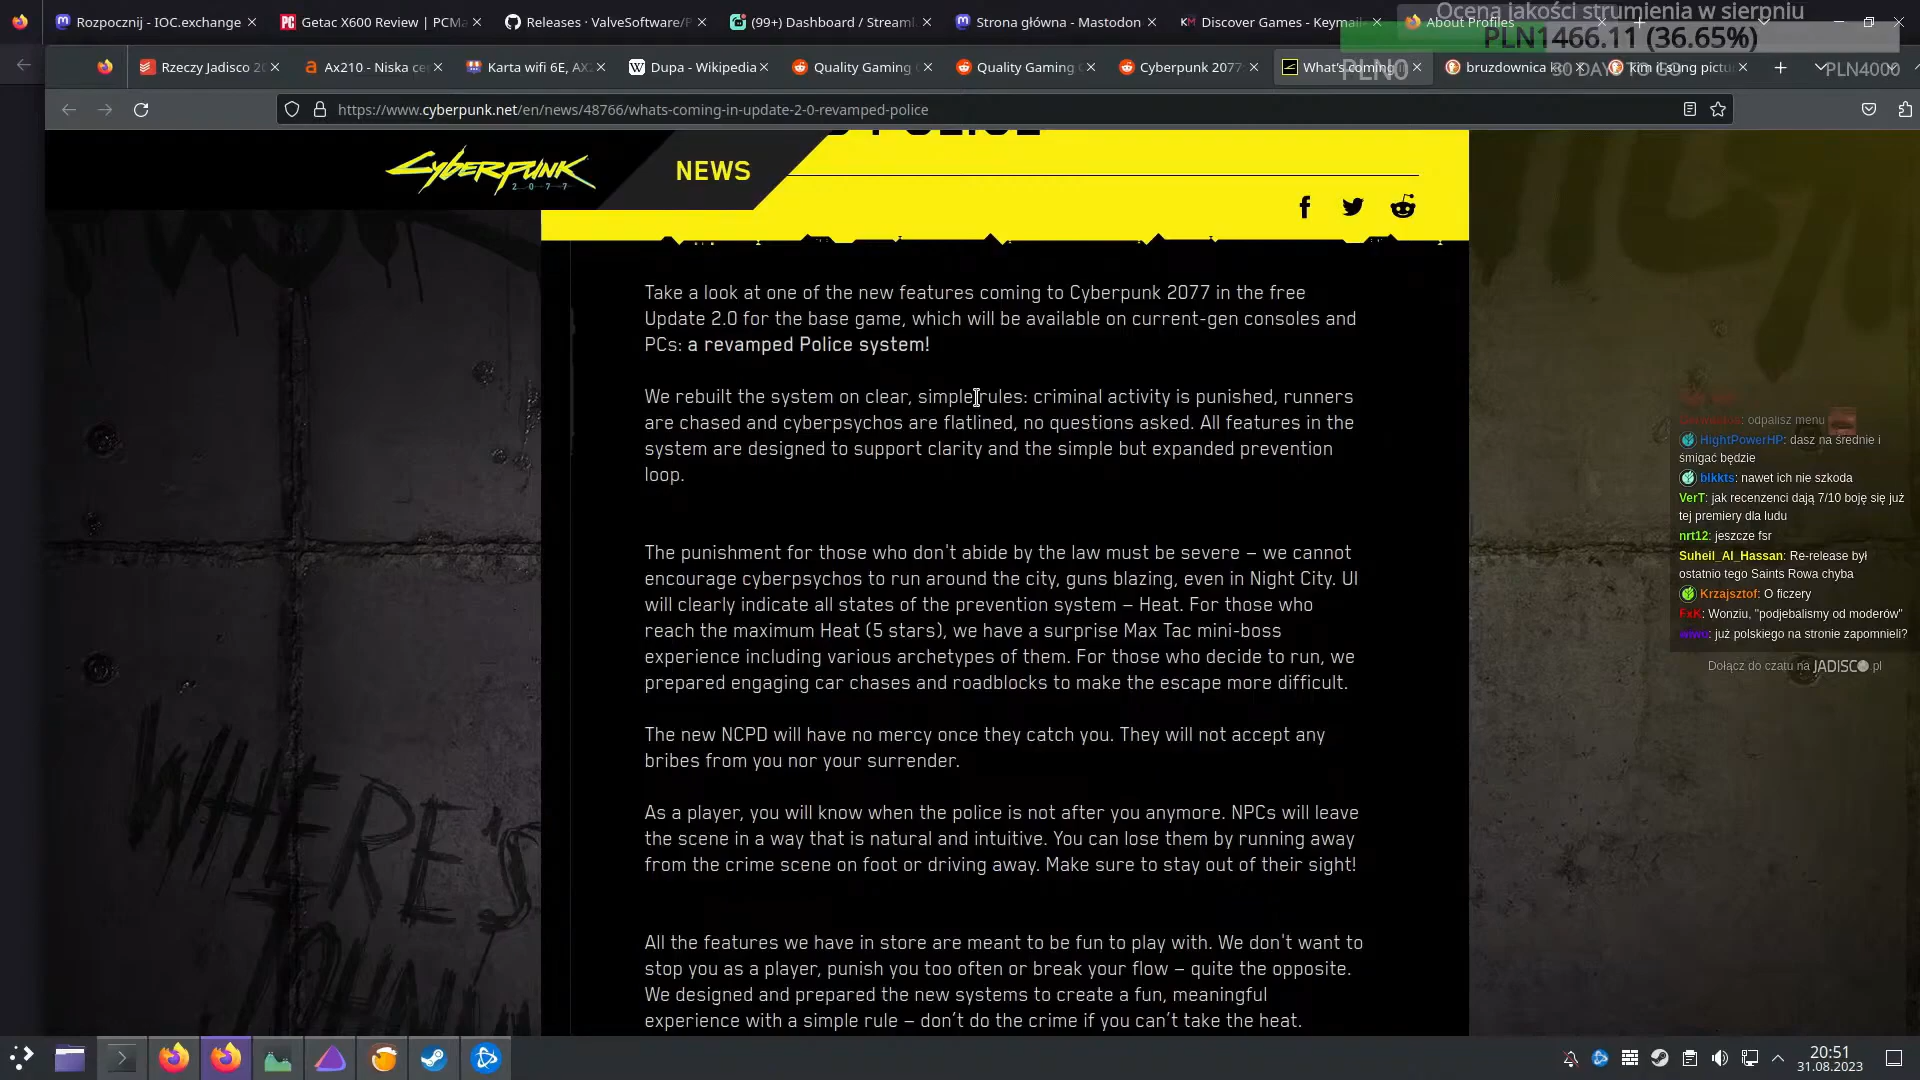 Rozpocznij - IOC.exchange
Getac X600 Review | PCMa
Releases · ValveSoftware/P
(99+) Dashboard / Streaml
Strona główna - Mastodon
Discover Games - Keymail
About Profiles
Ocena jakości strumienia w sierpniu
PLN1466.11 (36.65%)
Rzeczy Jadisco 20
Ax210 - Niska ce
Karta wifi 6E, AX
Dupa - Wikipedia
Quality Gaming
Quality Gaming
Cyberpunk 2077:
What's coming in
PLN0
bruzdownica k
30 DAYS TO GO
kim il sung pictu
PLN4000
https://www.cyberpunk.net/en/news/48766/whats-coming-in-update-2-0-revamped-police
POLICE
CYBERPUNK
2077
NEWS
Take a look at one of the new features coming to Cyberpunk 2077 in the free
Update 2.0 for the base game, which will be available on current-gen consoles and
PCs: a revamped Police system!
We rebuilt the system on clear, simple rules: criminal activity is punished, runners
are chased and cyberpsychos are flatlined, no questions asked. All features in the
system are designed to support clarity and the simple but expanded prevention
loop.
The punishment for those who don't abide by the law must be severe – we cannot
encourage cyberpsychos to run around the city, guns blazing, even in Night City. UI
will clearly indicate all states of the prevention system – Heat. For those who
reach the maximum Heat (5 stars), we have a surprise Max Tac mini-boss
experience including various archetypes of them. For those who decide to run, we
prepared engaging car chases and roadblocks to make the escape more difficult.
The new NCPD will have no mercy once they catch you. They will not accept any
bribes from you nor your surrender.
As a player, you will know when the police is not after you anymore. NPCs will leave
the scene in a way that is natural and intuitive. You can lose them by running away
from the crime scene on foot or driving away. Make sure to stay out of their sight!
All the features we have in store are meant to be fun to play with. We don't want to
stop you as a player, punish you too often or break your flow – quite the opposite.
We designed and prepared the new systems to create a fun, meaningful
experience with a simple rule – don’t do the crime if you can’t take the heat.
WHERE'S
JOHNN
odpalisz menu
HightPowerHP: dasz na średnie i
śmigać będzie
blkkts: nawet ich nie szkoda
VerT: jak recenzenci dają 7/10 boję się już
tej premiery dla ludu
nrt12: jeszcze fsr
Suheil_Al_Hassan: Re-release był
ostatnio tego Saints Rowa chyba
Krzajsztof: O ficzery
FxK: Wonziu, "podjebalismy od moderów"
wiwu: już polskiego na stronie zapomnieli?
Dołącz do czatu na JADISCO.pl
20:51
31.08.2023